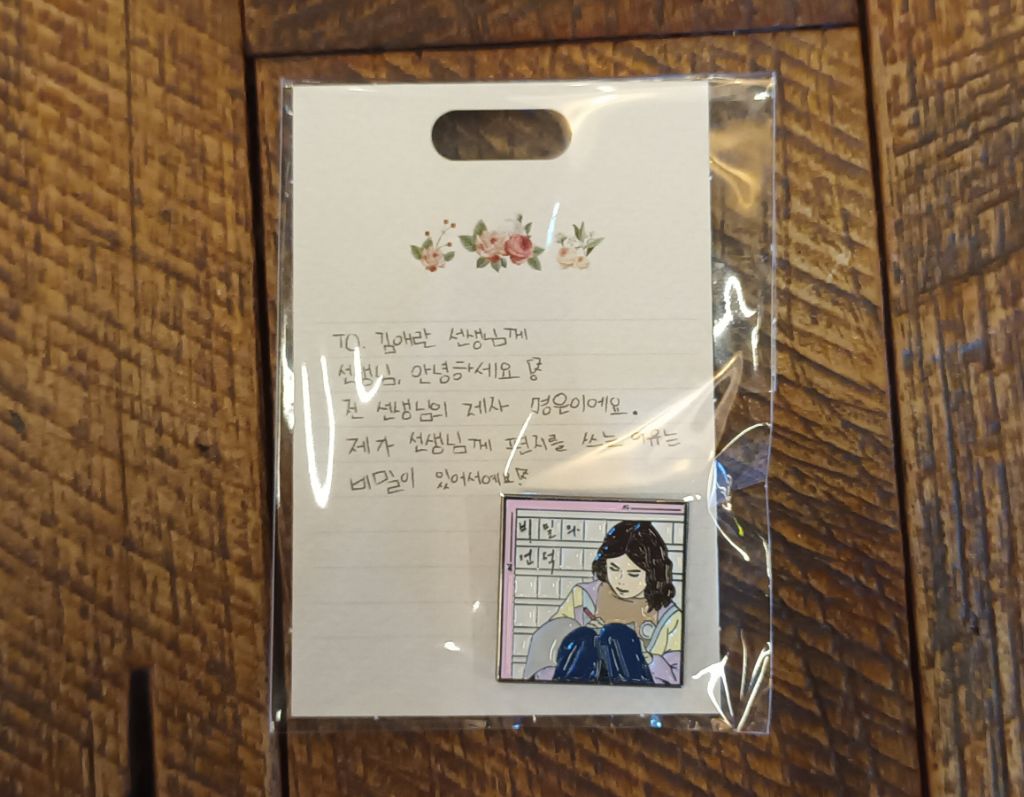 TO. 김애란 선생님께
선생님, 안녕하세요
전 선생님의 제자 명은이에요.
제가 선생님께 편지를 쓰는 이유는
비밀이 있어서예요
비밀의
언덕